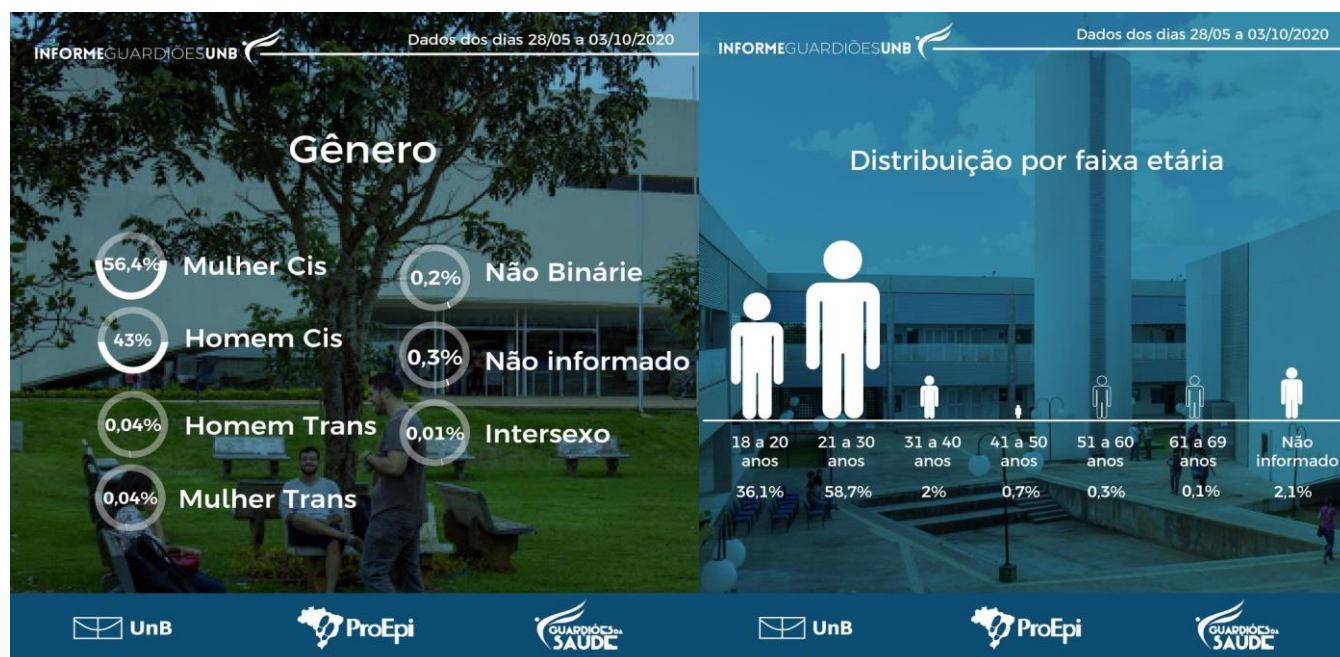 INFORMEGUARDIÕESUNB
Dados dos dias 28/05 a 03/10/2020
Gênero
56,4% Mulher Cis
43% Homem Cis
0,04% Homem Trans
0,04% Mulher Trans
0,2% Não Binárie
0,3% Não informado
0,01% Intersexo
UnB
ProEpi
GUARDIÕES DA
SAÚDE
INFORMEGUARDIÕESUNB
Dados dos dias 28/05 a 03/10/2020
Distribuição por faixa etária
18 a 20 anos
36,1%
21 a 30 anos
58,7%
31 a 40 anos
2%
41 a 50 anos
0,7%
51 a 60 anos
0,3%
61 a 69 anos
0,1%
Não informado
2,1%
UnB
ProEpi
GUARDIÕES DA
SAÚDE